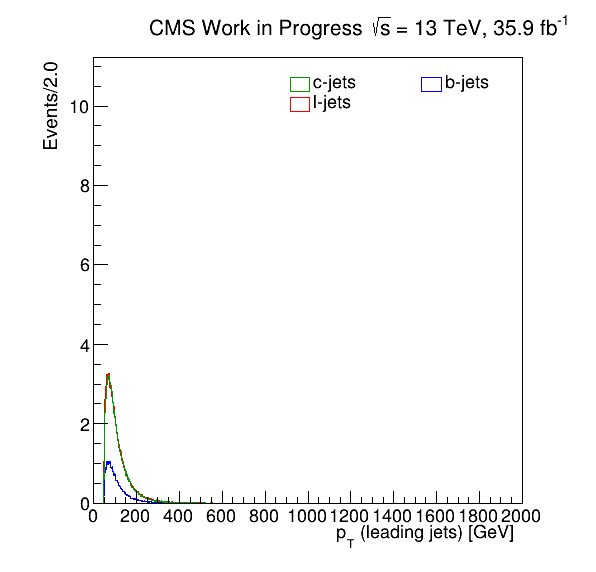 CMS Work in Progress √s = 13 TeV, 35.9 fb⁻¹
Events/2.0
c-jets
b-jets
l-jets
10
8
6
4
2
0
0 200 400 600 800 1000 1200 1400 1600 1800 2000
p_T (leading jets) [GeV]